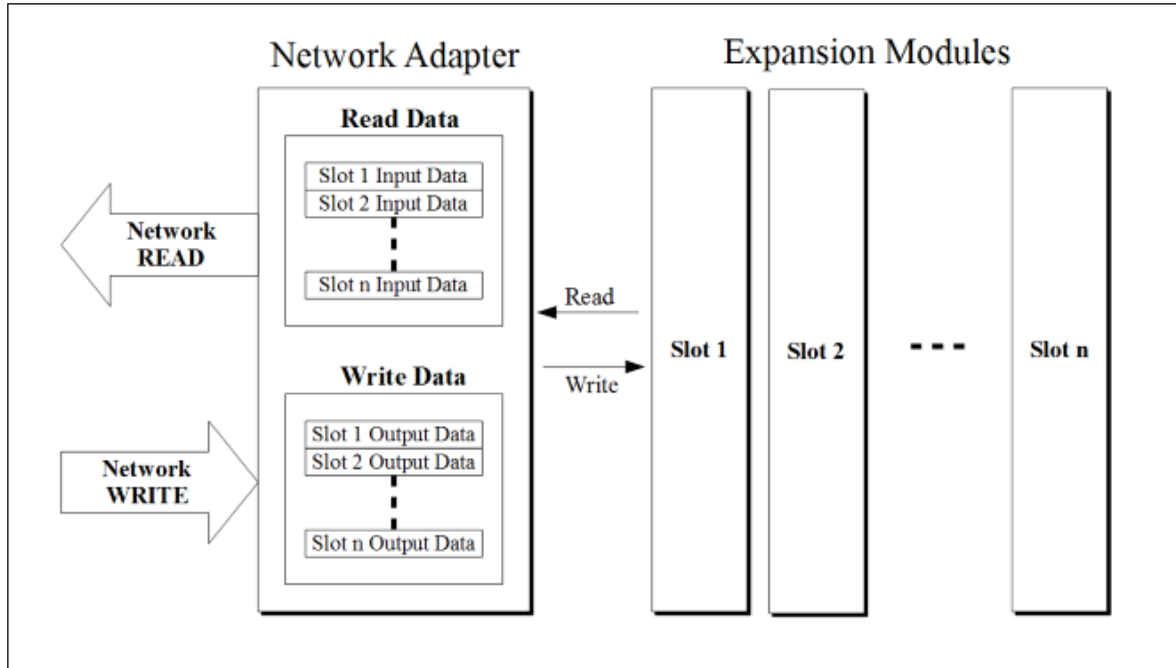 Network Adapter
Expansion Modules
Read Data
Slot 1 Input Data
Slot 2 Input Data
Slot n Input Data
Network
READ
Read
Write
Slot 1
Slot 2
Slot n
Write Data
Slot 1 Output Data
Slot 2 Output Data
Slot n Output Data
Network
WRITE